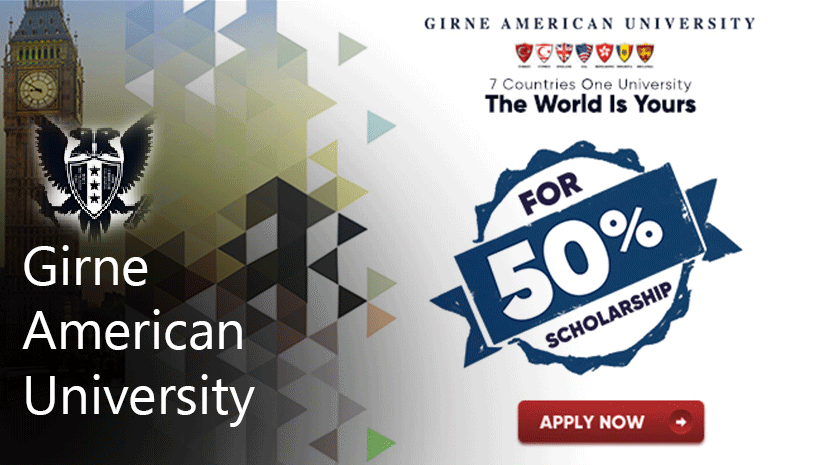 Girne
American
University
GIRNE AMERICAN UNIVERSITY
7 Countries One University
The World Is Yours
FOR
50%
SCHOLARSHIP
APPLY NOW